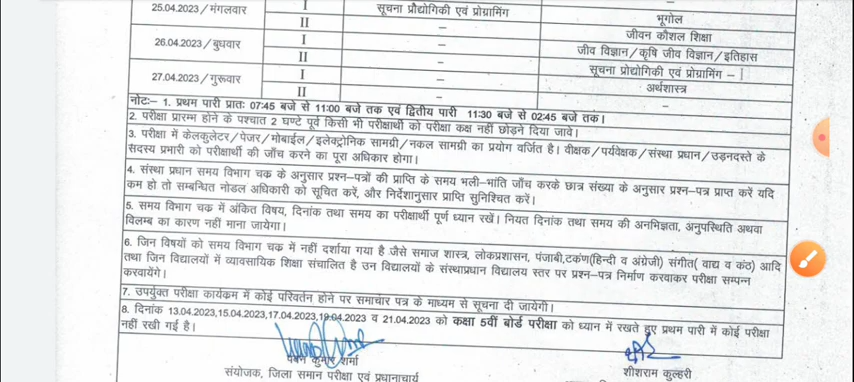 25.04.2023/मंगलवार I सूचना प्रौद्योगिकी एवं प्रोग्रामिंग –
II – भूगोल
26.04.2023/बुधवार I – जीवन कौशल शिक्षा
II – जीव विज्ञान/कृषि जीव विज्ञान/इतिहास
27.04.2023/गुरूवार I – सूचना प्रोद्योगिकी एवं प्रोग्रामिंग – I
II – अर्थशास्त्र
–
नोटः– 1. प्रथम पारी प्रातः 07:45 बजे से 11:00 बजे तक एवं द्वितीय पारी 11:30 बजे से 02:45 बजे तक।
2. परीक्षा प्रारम्भ होने के पश्चात 2 घण्टे पूर्व किसी भी परीक्षार्थी को परीक्षा कक्ष नहीं छोड़ने दिया जावे।
3. परीक्षा में केलकुलेटर/पेजर/मोबाईल/इलेक्ट्रोनिक सामग्री/नकल सामग्री का प्रयोग वर्जित है। वीक्षक/पर्यवेक्षक/संस्था प्रधान/उड़नदस्ते के
सदस्य प्रभारी को परीक्षार्थी की जाँच करने का पूरा अधिकार होगा।
4. संस्था प्रधान समय विभाग चक्र के अनुसार प्रश्न–पत्रों की प्राप्ति के समय भली–भांति जाँच करके छात्र संख्या के अनुसार प्रश्न–पत्र प्राप्त करें यदि
कम हो तो सम्बन्धित नोडल अधिकारी को सूचित करें, और निर्देशानुसार प्राप्ति सुनिश्चित करें।
5. समय विभाग चक्र में अंकित विषय, दिनांक तथा समय का परीक्षार्थी पूर्ण ध्यान रखें। नियत दिनांक तथा समय की अनभिज्ञता, अनुपस्थिति अथवा
विलम्ब का कारण नहीं माना जायेगा।
6. जिन विषयों को समय विभाग चक्र में नहीं दर्शाया गया है जैसे समाज शास्त्र, लोकप्रशासन, पंजाबी,टकंण(हिन्दी व अंग्रेजी) संगीत( वाद्य व कंठ) आदि
तथा जिन विद्यालयों में व्यावसायिक शिक्षा संचालित है उन विद्यालयों के संस्थाप्रधान विद्यालय स्तर पर प्रश्न–पत्र निर्माण करवाकर परीक्षा सम्पन्न
करवायेंगे।
7. उपर्युक्त परीक्षा कार्यक्रम में कोई परिवर्तन होने पर समाचार पत्र के माध्यम से सूचना दी जायेगी।
8. दिनांक 13.04.2023,15.04.2023,17.04.2023,18.04.2023 व 21.04.2023 को कक्षा 5वीं बोर्ड परीक्षा को ध्यान में रखते हुए प्रथम पारी में कोई परीक्षा
नहीं रखी गई है।
पवन कुमार शर्मा शीशराम कुल्हरी
संयोजक, जिला समान परीक्षा एवं प्रधानाचार्य